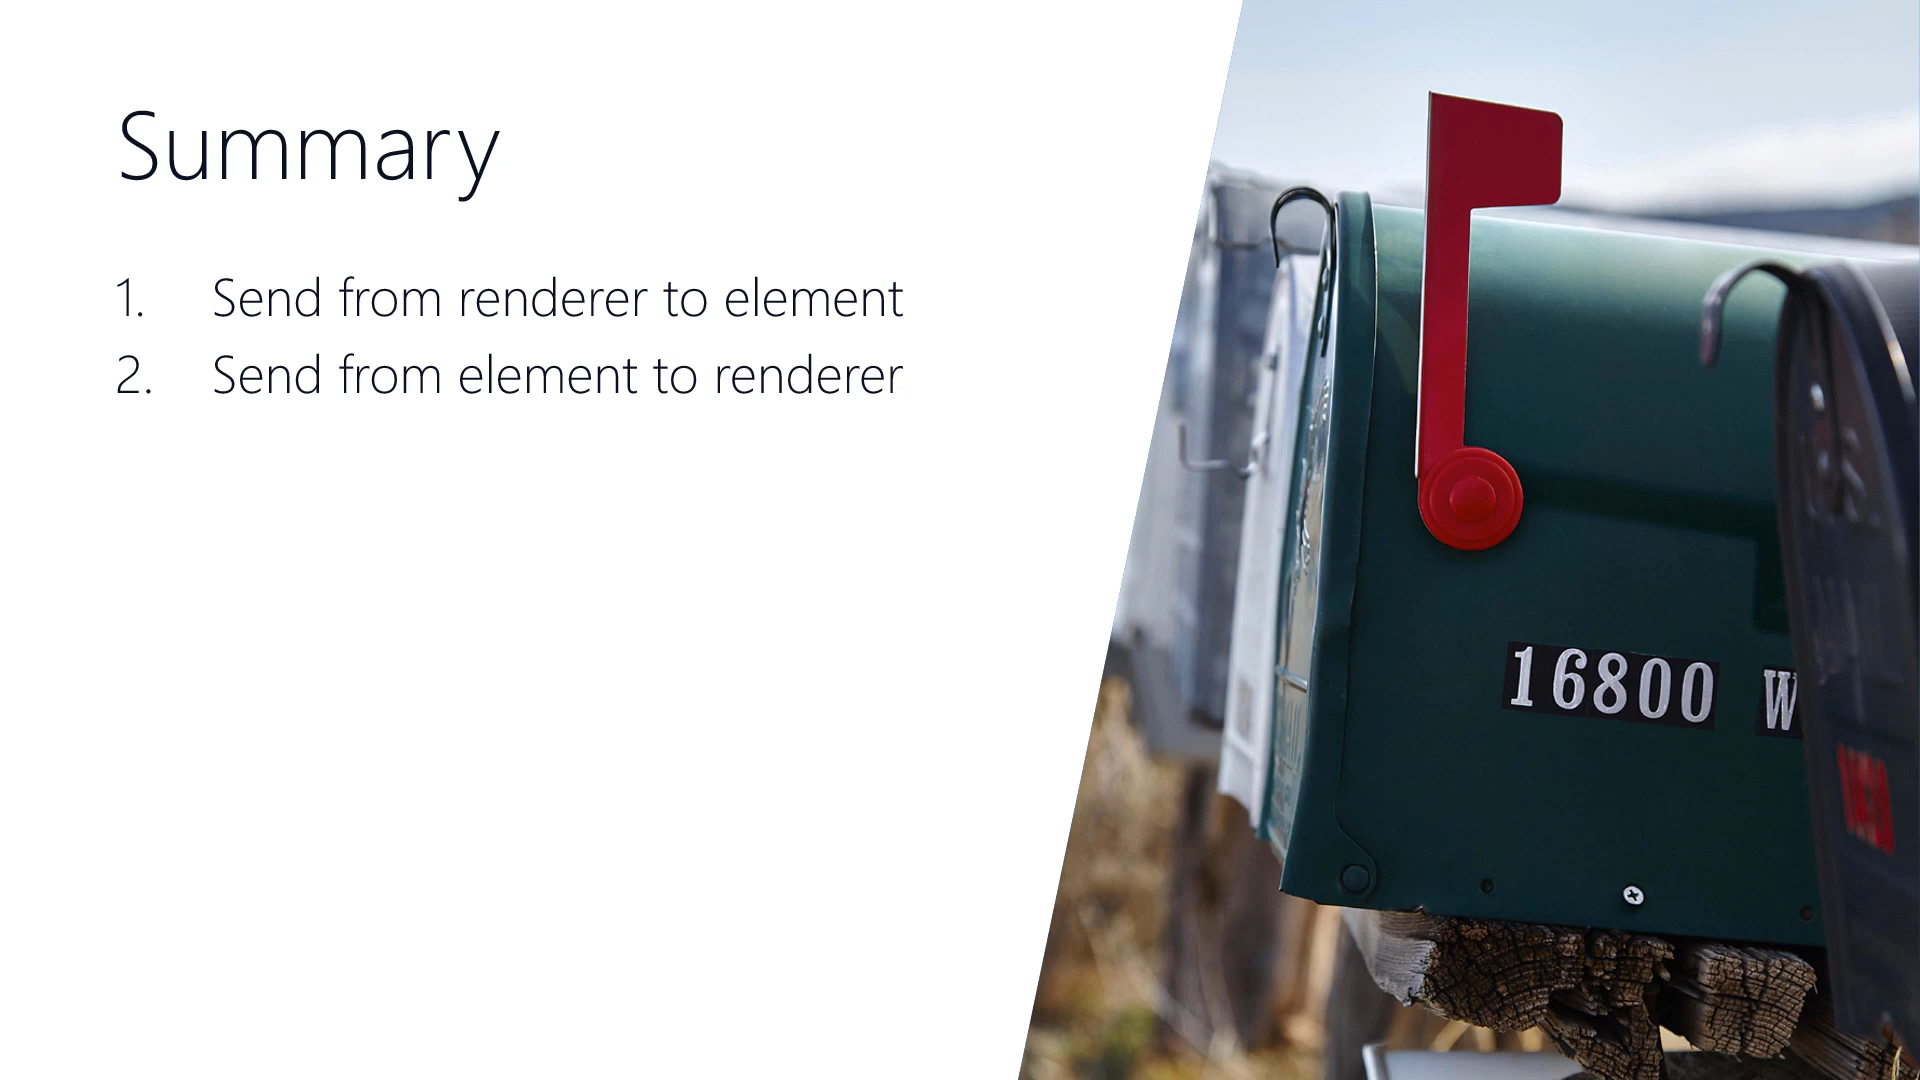 Summary
1. Send from renderer to element
2. Send from element to renderer
16800 W